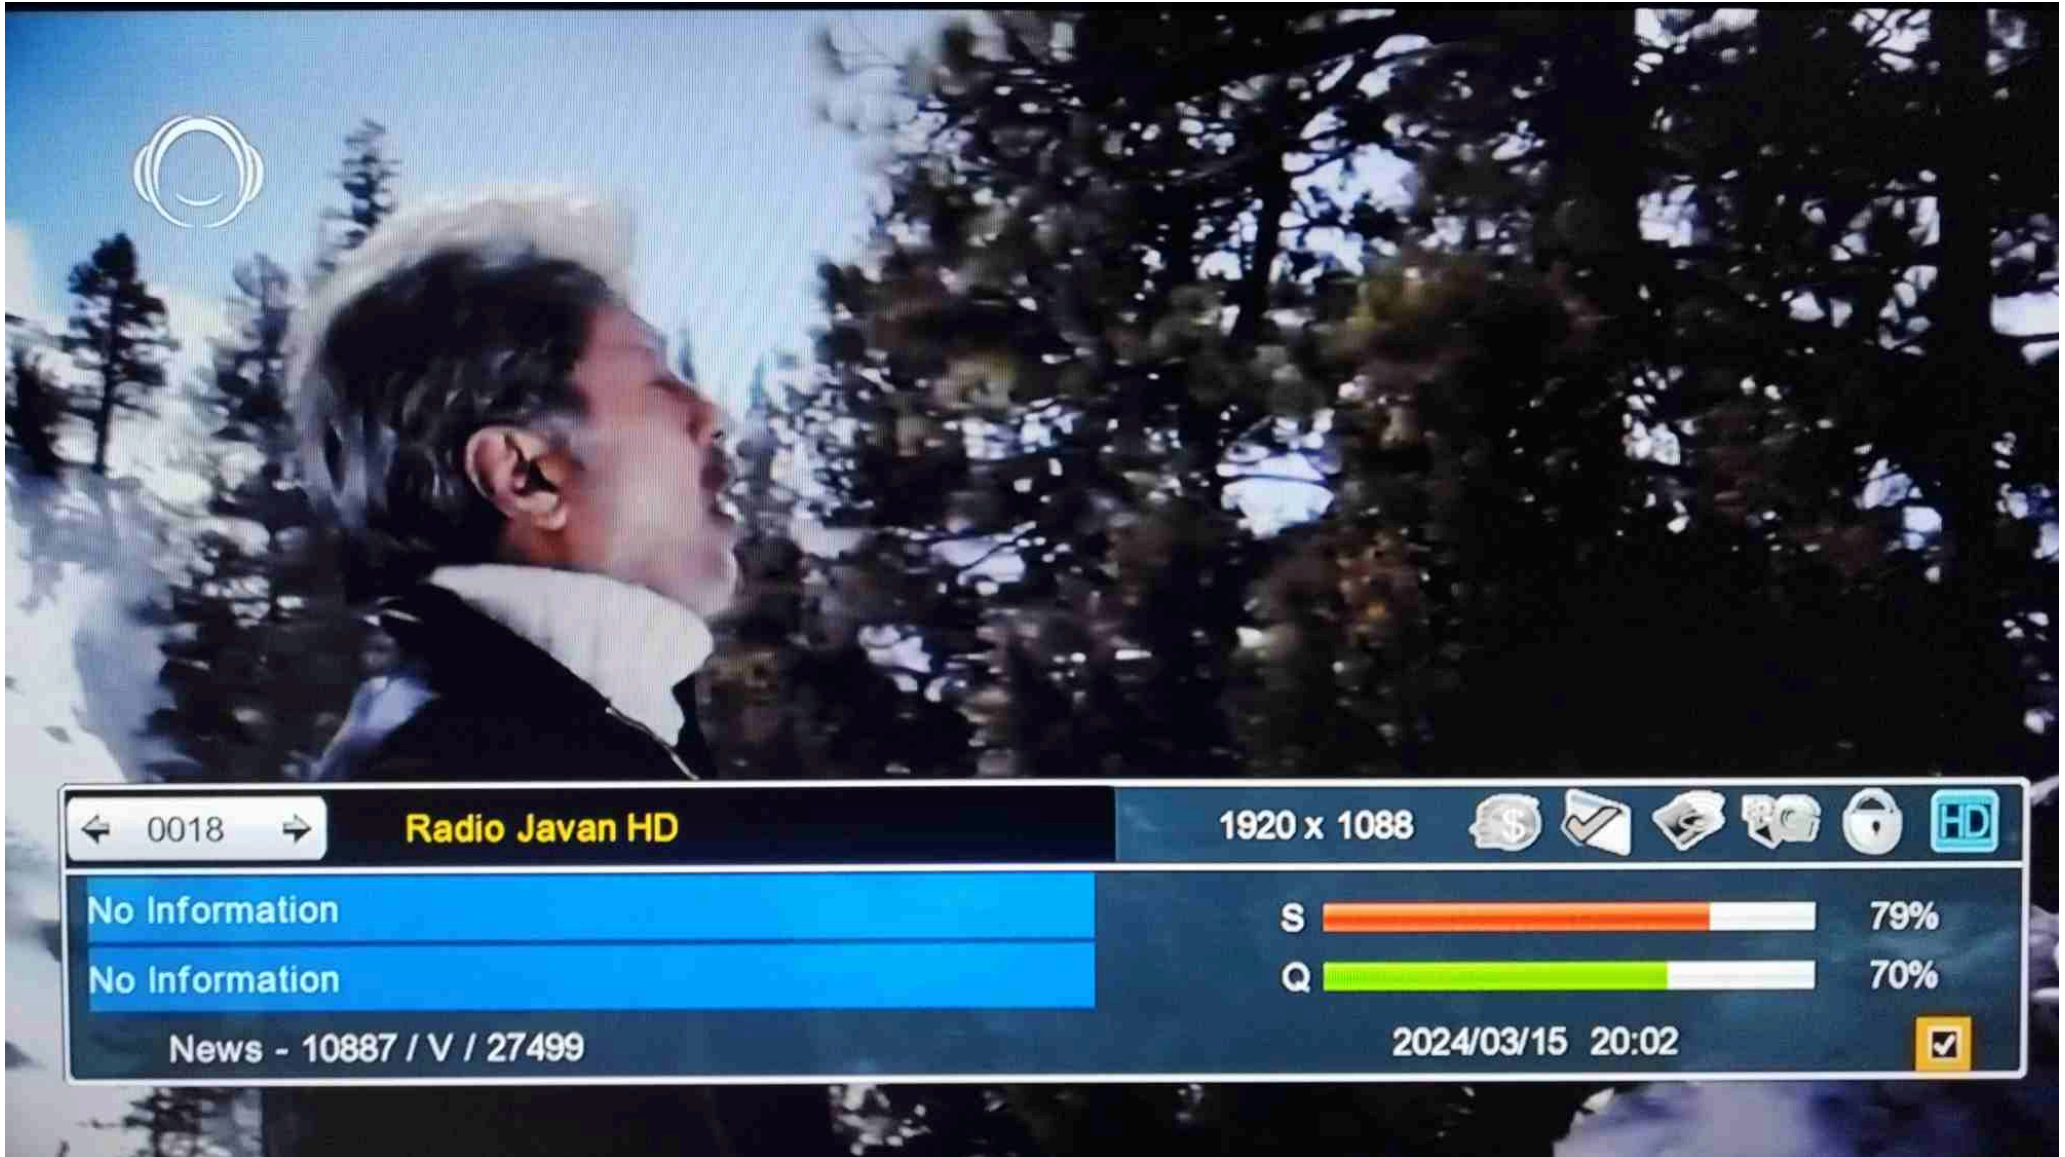 0018
Radio Javan HD
1920 x 1088
HD
No Information
S 79%
No Information
Q 70%
News - 10887 / V / 27499
2024/03/15 20:02